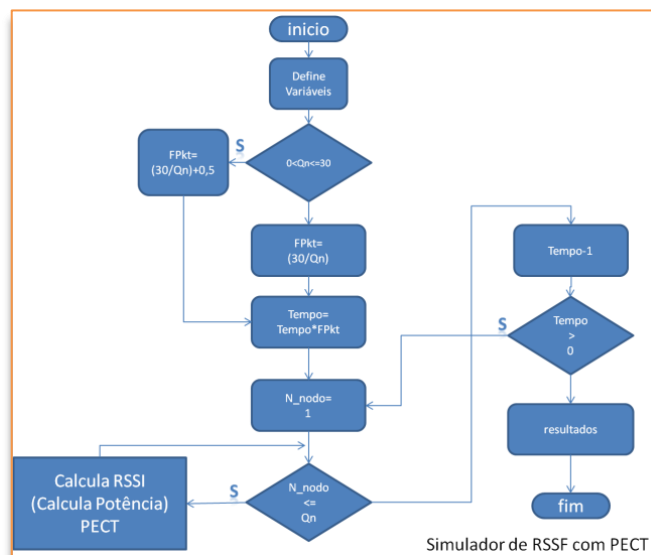 inicio
Define
Variáveis
S
0<Qn<=30
FPkt=
(30/Qn)+0,5
FPkt=
(30/Qn)
Tempo=
Tempo*FPkt
N_nodo=
1
N_nodo
<=
Qn
S
Calcula RSSI
(Calcula Potência)
PECT
Tempo-1
Tempo
>
0
S
resultados
fim
Simulador de RSSF com PECT